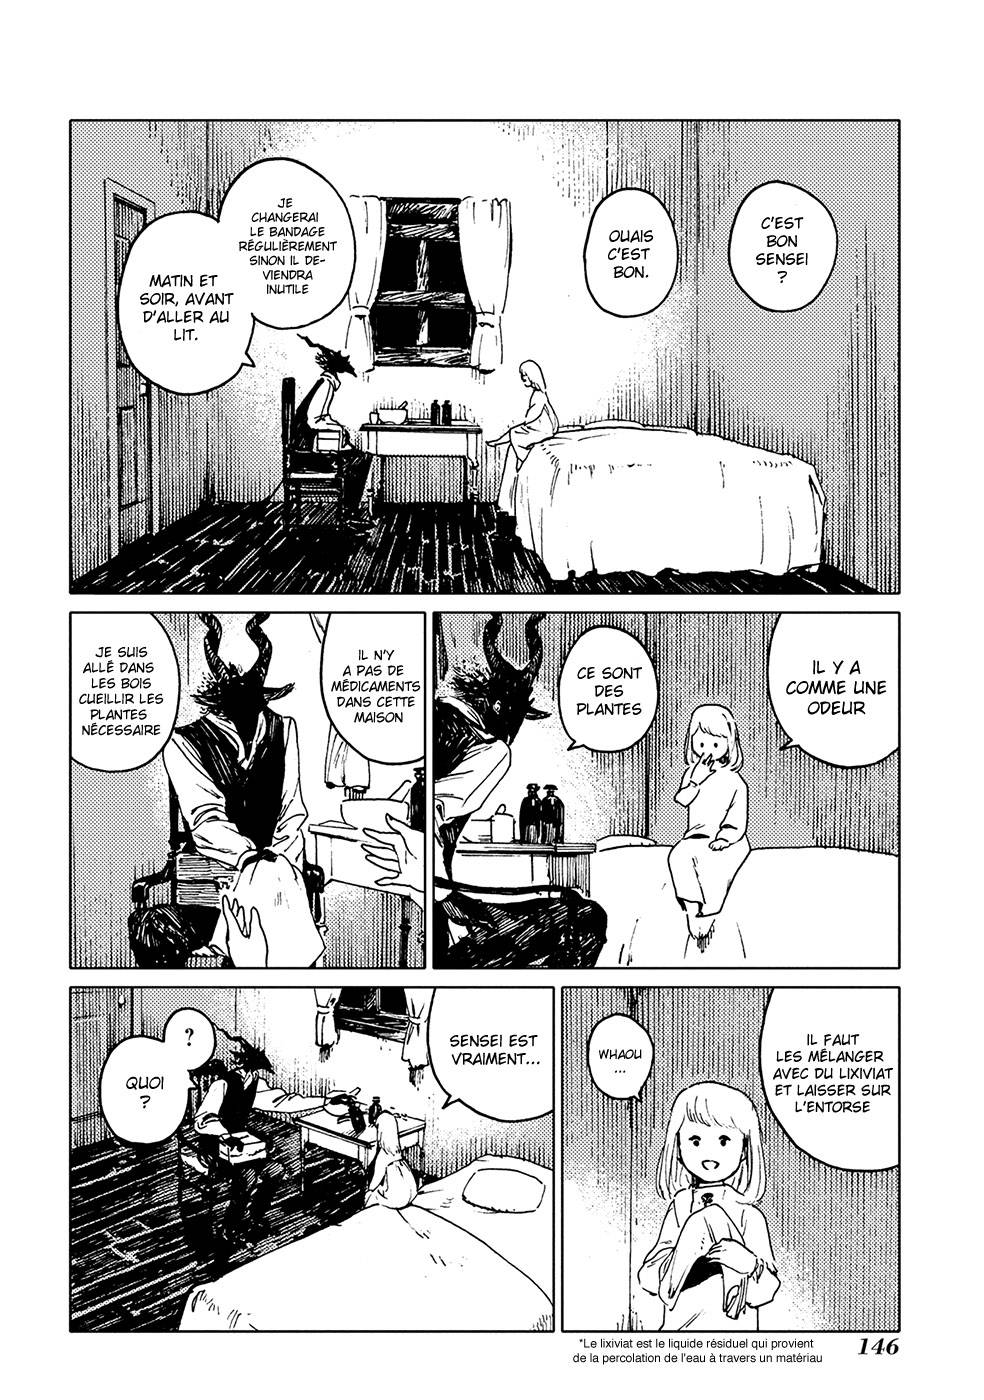 C'EST
BON
SENSEI
?
OUAIS
C'EST
BON.
JE
CHANGERAI
LE BANDAGE
RÉGULIÈREMENT
SINON IL DE-
VIENDRA
INUTILE
MATIN ET
SOIR, AVANT
D'ALLER AU
LIT.
IL Y A
COMME UNE
ODEUR
CE SONT
DES
PLANTES
IL N'Y
A PAS DE
MÉDICAMENTS
DANS CETTE
MAISON
JE SUIS
ALLÉ DANS
LES BOIS
CUEILLIR LES
PLANTES
NÉCESSAIRE
IL FAUT
LES MÉLANGER
AVEC DU LIXIVIAT
ET LAISSER SUR
L'ENTORSE
WHAOU
...
SENSEI EST
VRAIMENT...
?
QUOI
?
*Le lixiviat est le liquide résiduel qui provient
de la percolation de l'eau à travers un matériau
146